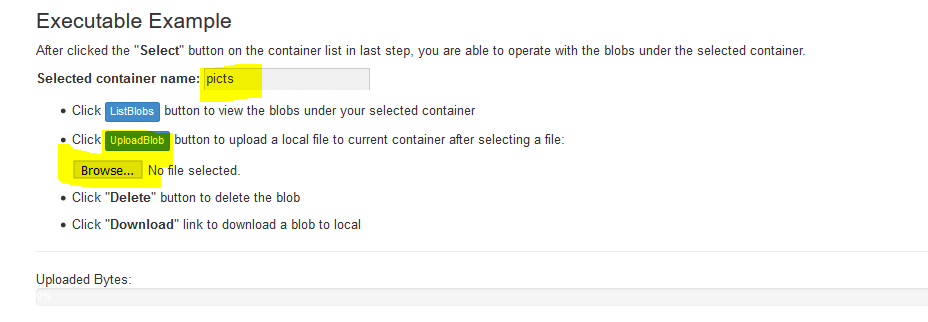 Executable Example
After clicked the "Select" button on the container list in last step, you are able to operate with the blobs under the selected container.
Selected container name: picts
• Click ListBlobs button to view the blobs under your selected container
• Click UploadBlob button to upload a local file to current container after selecting a file:
Browse... No file selected.
• Click "Delete" button to delete the blob
• Click "Download" link to download a blob to local
Uploaded Bytes:
0%